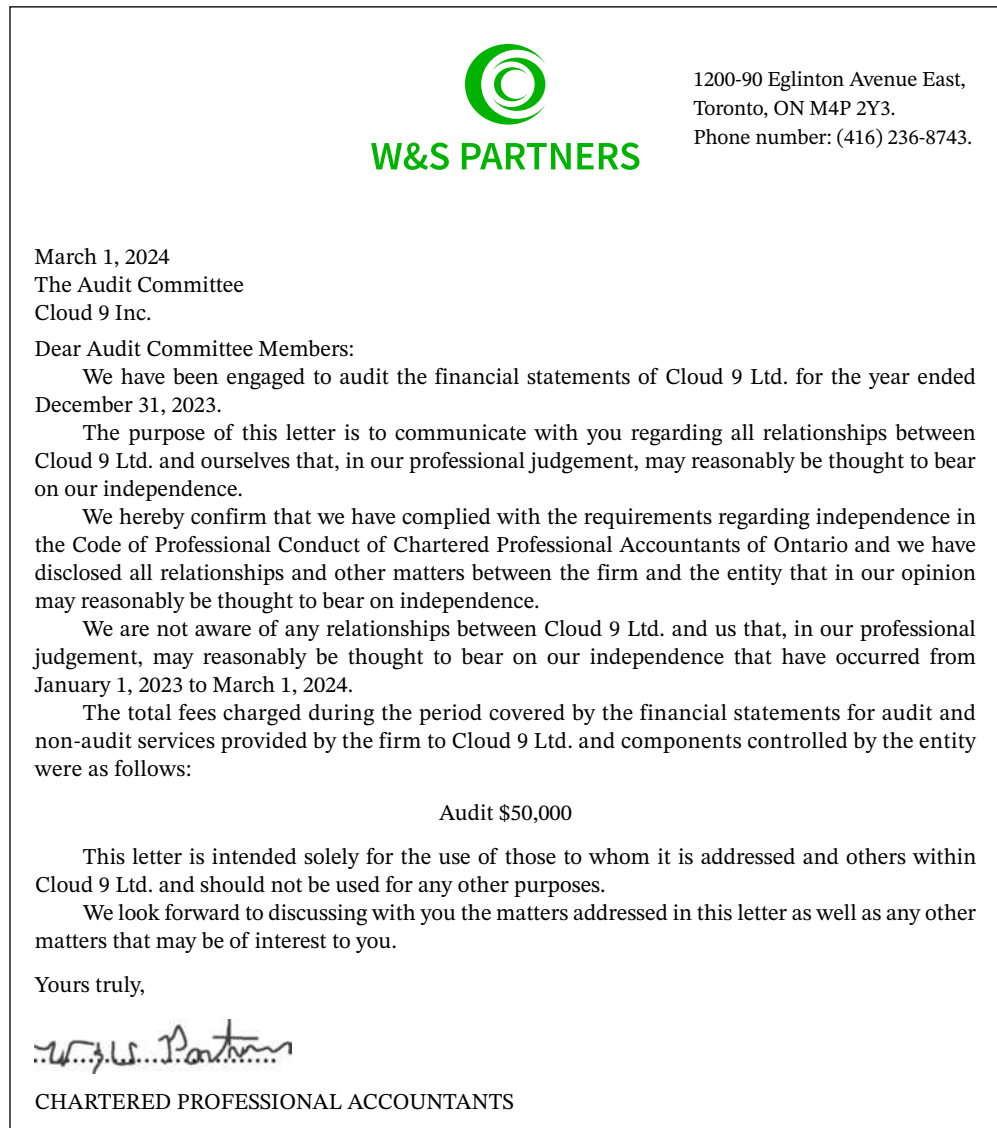 W&S PARTNERS
1200-90 Eglinton Avenue East,
Toronto, ON M4P 2Y3.
Phone number: (416) 236-8743.
March 1, 2024
The Audit Committee
Cloud 9 Inc.
Dear Audit Committee Members:
We have been engaged to audit the financial statements of Cloud 9 Ltd. for the year ended
December 31, 2023.
The purpose of this letter is to communicate with you regarding all relationships between
Cloud 9 Ltd. and ourselves that, in our professional judgement, may reasonably be thought to bear
on our independence.
We hereby confirm that we have complied with the requirements regarding independence in
the Code of Professional Conduct of Chartered Professional Accountants of Ontario and we have
disclosed all relationships and other matters between the firm and the entity that in our opinion
may reasonably be thought to bear on independence.
We are not aware of any relationships between Cloud 9 Ltd. and us that, in our professional
judgement, may reasonably be thought to bear on our independence that have occurred from
January 1, 2023 to March 1, 2024.
The total fees charged during the period covered by the financial statements for audit and
non-audit services provided by the firm to Cloud 9 Ltd. and components controlled by the entity
were as follows:
Audit $50,000
This letter is intended solely for the use of those to whom it is addressed and others within
Cloud 9 Ltd. and should not be used for any other purposes.
We look forward to discussing with you the matters addressed in this letter as well as any other
matters that may be of interest to you.
Yours truly,
CHARTERED PROFESSIONAL ACCOUNTANTS